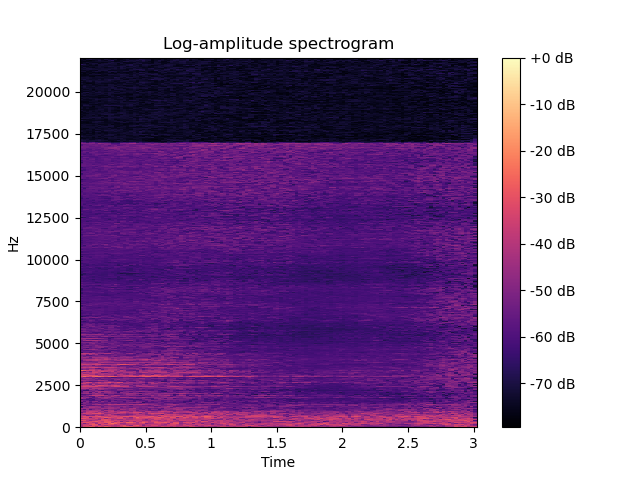 Log-amplitude spectrogram
Hz
20000
17500
15000
12500
10000
7500
5000
2500
0
0 0.5 1 1.5 2 2.5 3
Time
+0 dB
-10 dB
-20 dB
-30 dB
-40 dB
-50 dB
-60 dB
-70 dB